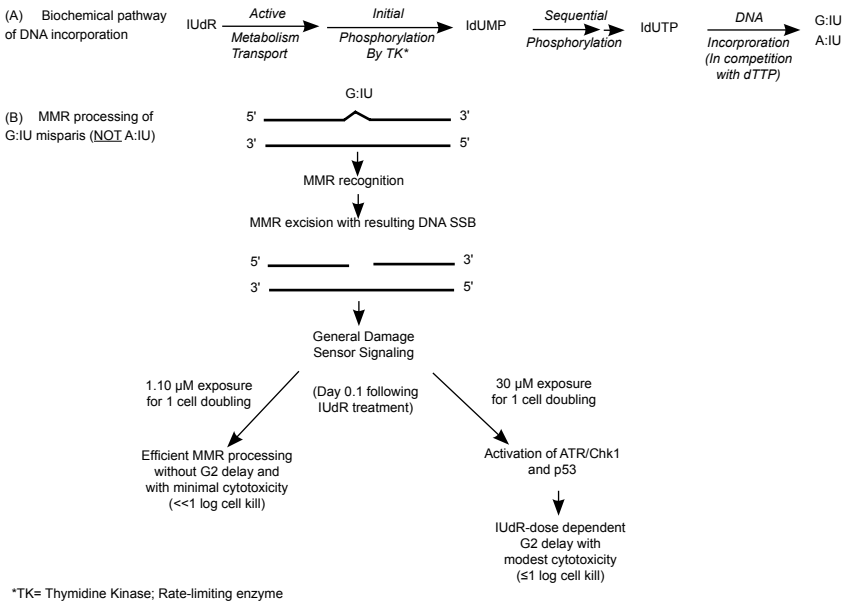 (A) Biochemical pathway
of DNA incorporation
IUdR
Active
Metabolism
Transport
Initial
Phosphorylation
By TK*
IdUMP
Sequential
Phosphorylation
IdUTP
DNA
Incorproration
(In competition
with dTTP)
G:IU
A:IU
(B) MMR processing of
G:IU mispairs (NOT A:IU)
G:IU
5' 3'
3' 5'
MMR recognition
MMR excision with resulting DNA SSB
5' 3'
3' 5'
General Damage
Sensor Signaling
1.10 µM exposure
for 1 cell doubling
(Day 0.1 following
IUdR treatment)
30 µM exposure
for 1 cell doubling
Efficient MMR processing
without G2 delay and
with minimal cytotoxicity
(<<1 log cell kill)
Activation of ATR/Chk1
and p53
IUdR-dose dependent
G2 delay with
modest cytotoxicity
(≤1 log cell kill)
*TK= Thymidine Kinase; Rate-limiting enzyme